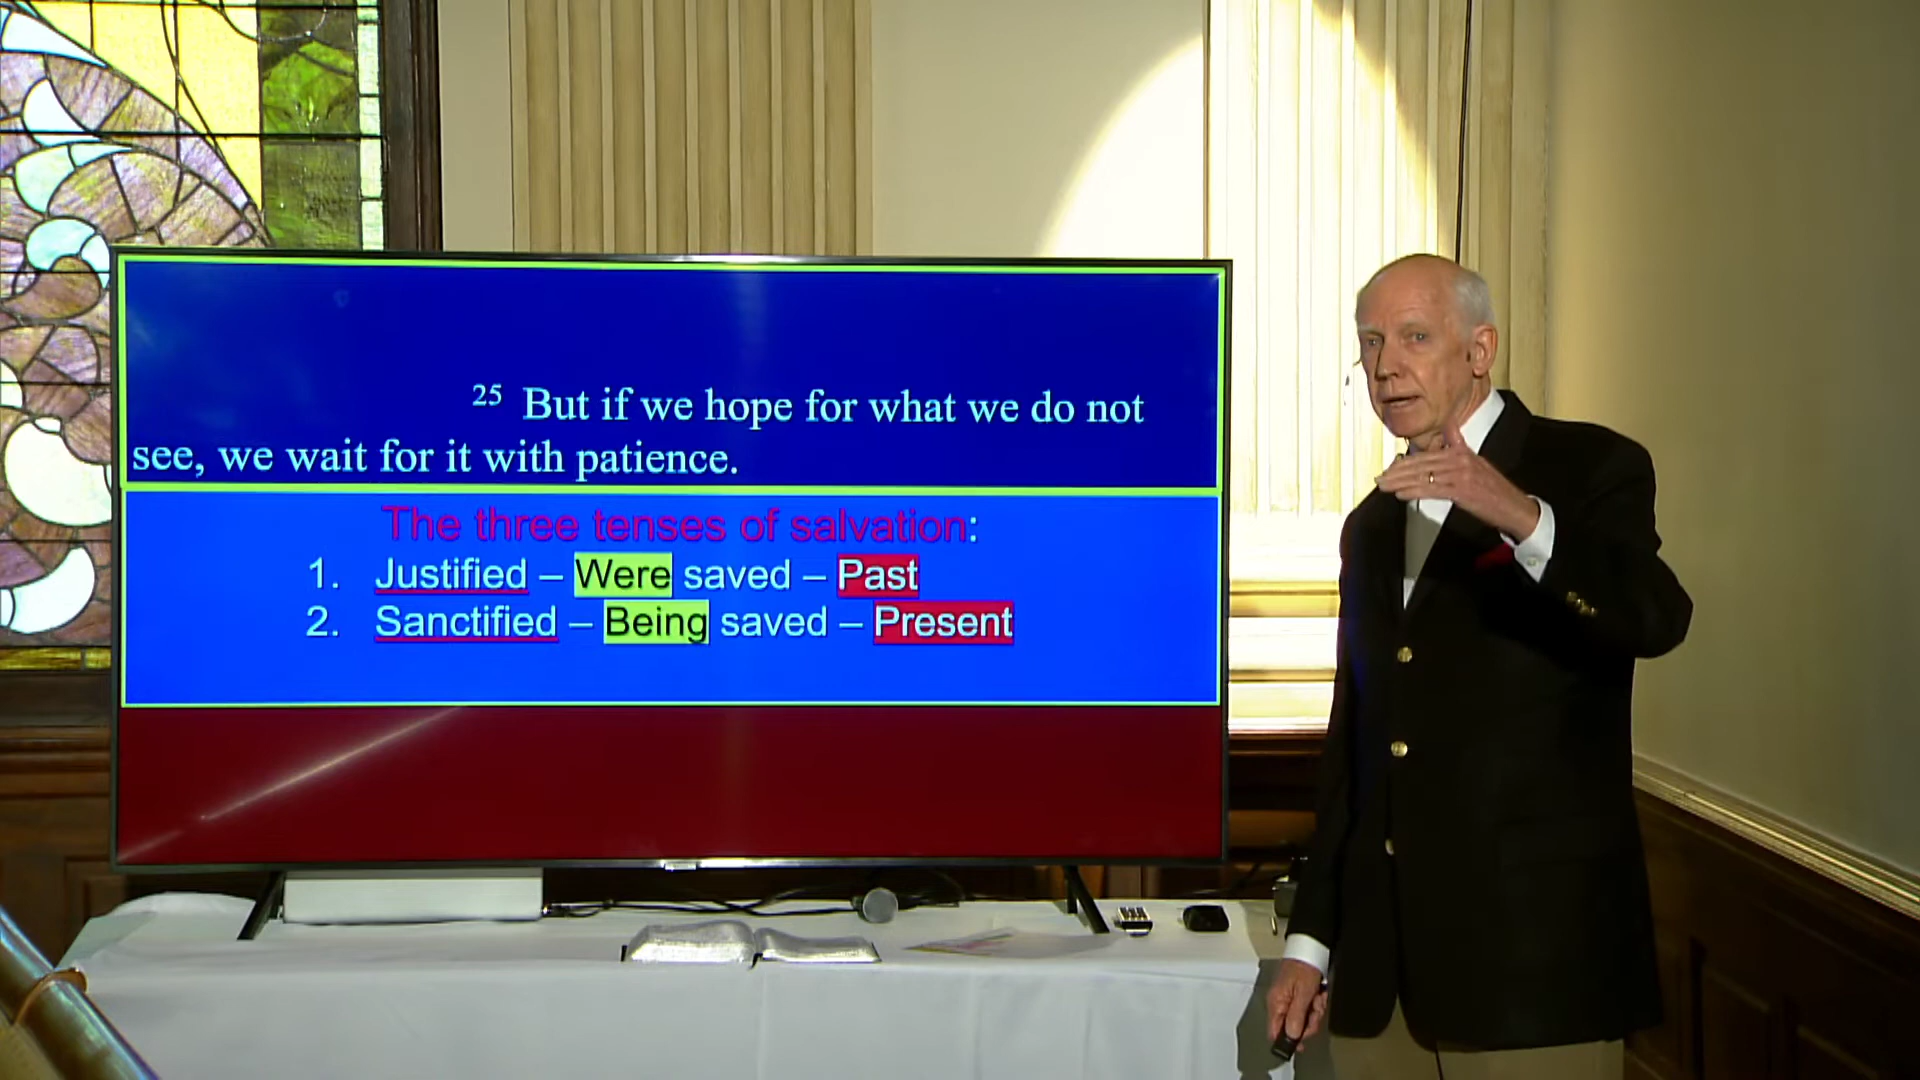 25 But if we hope for what we do not
see, we wait for it with patience.
The three tenses of salvation:
1. Justified – Were saved – Past
2. Sanctified – Being saved – Present